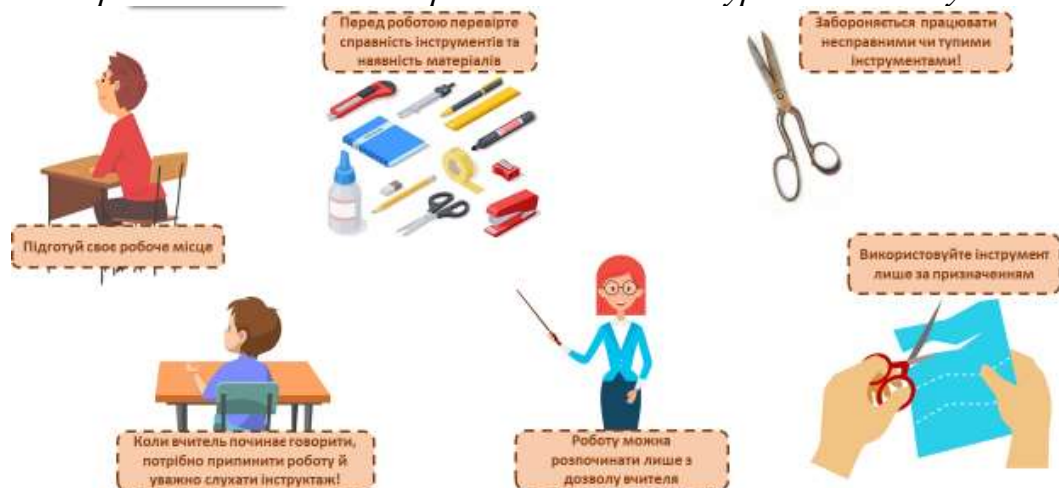 Перед роботою перевірте
справність інструментів та
наявність матеріалів
Забороняється працювати
несправними чи тупими
інструментами!
Підготуй своє робоче місце
Використовуйте інструмент
лише за призначенням
Коли вчитель починає говорити,
потрібно припинити роботу й
уважно слухати інструктаж!
Роботу можна
розпочинати лише з
дозволу вчителя